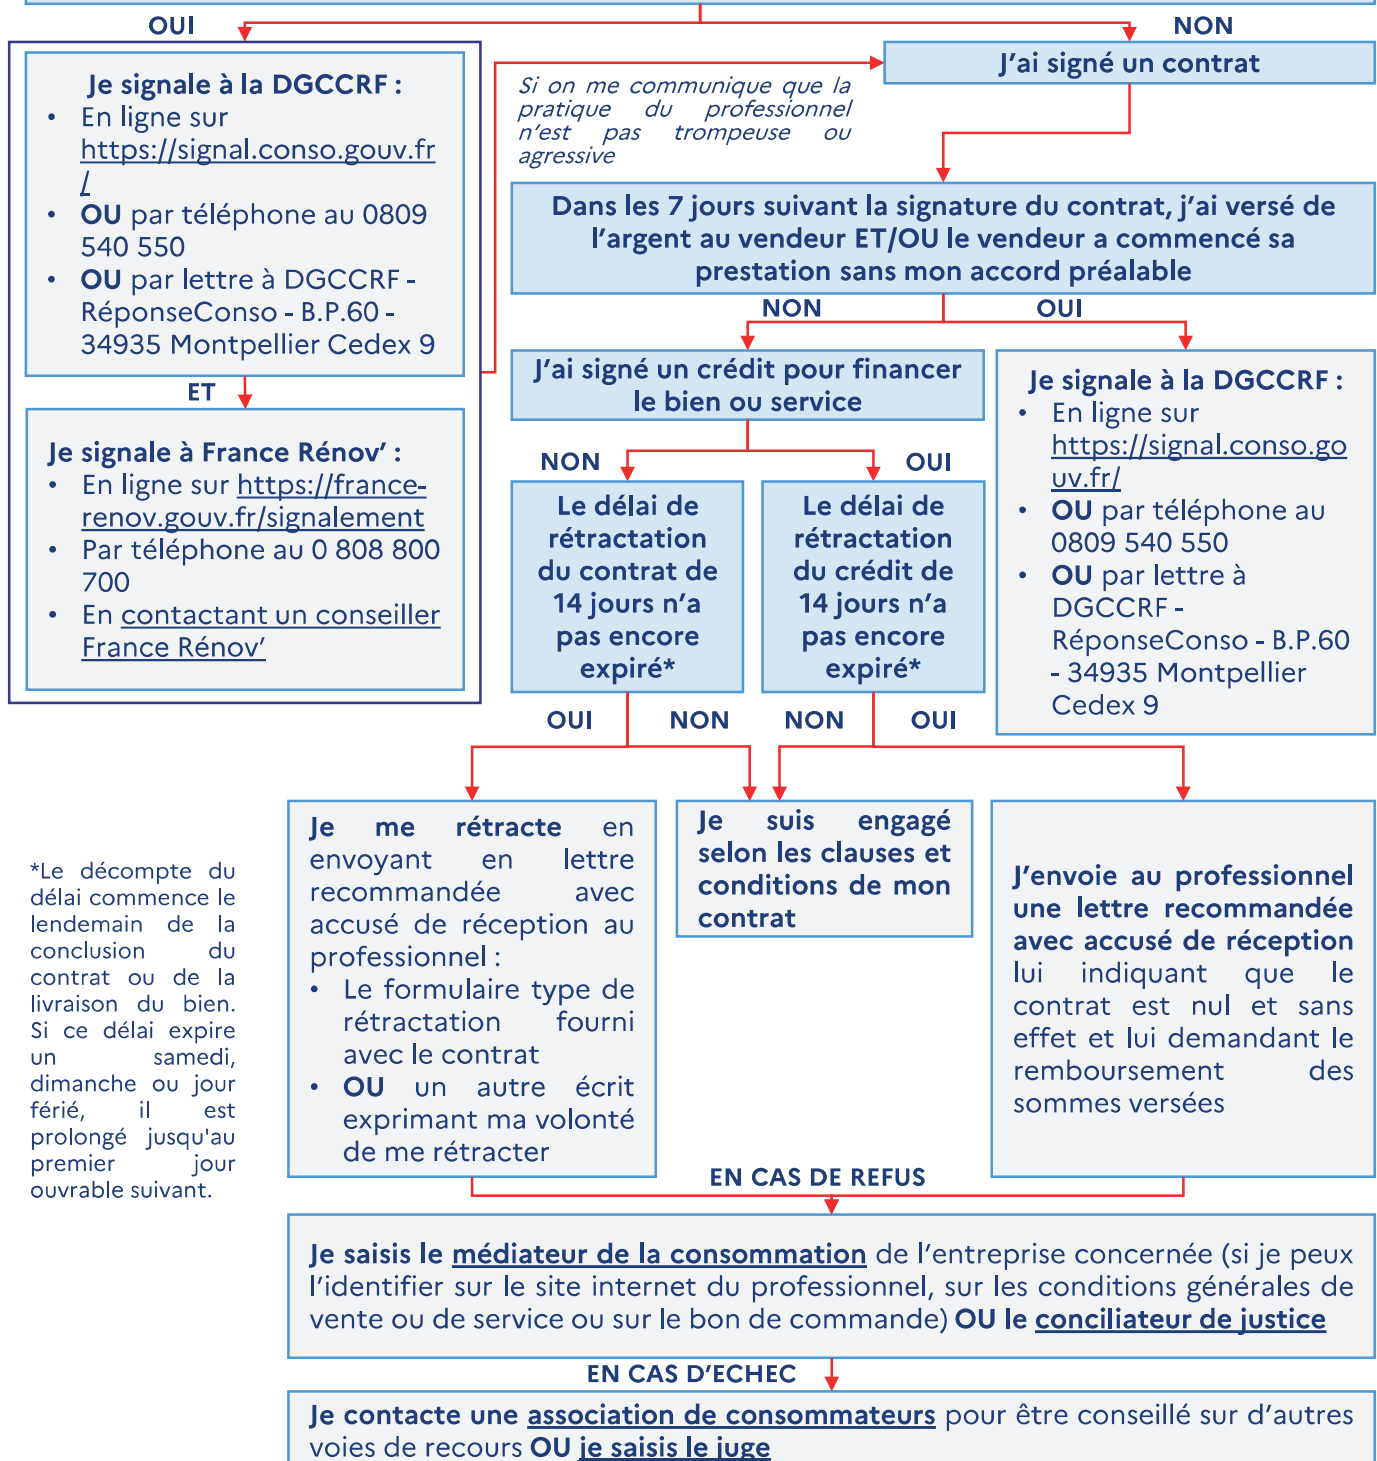 OUI
NON
Je signale à la DGCCRF :
• En ligne sur
https://signal.conso.gouv.fr
/
• OU par téléphone au 0809
540 550
• OU par lettre à DGCCRF -
RéponseConso - B.P.60 -
34935 Montpellier Cedex 9
ET
Je signale à France Rénov’ :
• En ligne sur https://france-
renov.gouv.fr/signalement
• Par téléphone au 0 808 800
700
• En contactant un conseiller
France Rénov’
Si on me communique que la
pratique du professionnel
n’est pas trompeuse ou
agressive
J’ai signé un contrat
Dans les 7 jours suivant la signature du contrat, j’ai versé de
l’argent au vendeur ET/OU le vendeur a commencé sa
prestation sans mon accord préalable
NON
OUI
J’ai signé un crédit pour financer
le bien ou service
Je signale à la DGCCRF :
• En ligne sur
https://signal.conso.go
uv.fr/
• OU par téléphone au
0809 540 550
• OU par lettre à
DGCCRF -
RéponseConso - B.P.60
- 34935 Montpellier
Cedex 9
NON
OUI
Le délai de
rétractation
du contrat de
14 jours n’a
pas encore
expiré*
Le délai de
rétractation
du crédit de
14 jours n’a
pas encore
expiré*
OUI
NON
NON
OUI
Je me rétracte en
envoyant en lettre
recommandée avec
accusé de réception au
professionnel :
• Le formulaire type de
rétractation fourni
avec le contrat
• OU un autre écrit
exprimant ma volonté
de me rétracter
Je suis engagé
selon les clauses et
conditions de mon
contrat
J’envoie au professionnel
une lettre recommandée
avec accusé de réception
lui indiquant que le
contrat est nul et sans
effet et lui demandant le
remboursement des
sommes versées
*Le décompte du
délai commence le
lendemain de la
conclusion du
contrat ou de la
livraison du bien.
Si ce délai expire
un samedi,
dimanche ou jour
férié, il est
prolongé jusqu'au
premier jour
ouvrable suivant.
EN CAS DE REFUS
Je saisis le médiateur de la consommation de l’entreprise concernée (si je peux
l’identifier sur le site internet du professionnel, sur les conditions générales de
vente ou de service ou sur le bon de commande) OU le conciliateur de justice
EN CAS D’ECHEC
Je contacte une association de consommateurs pour être conseillé sur d’autres
voies de recours OU je saisis le juge